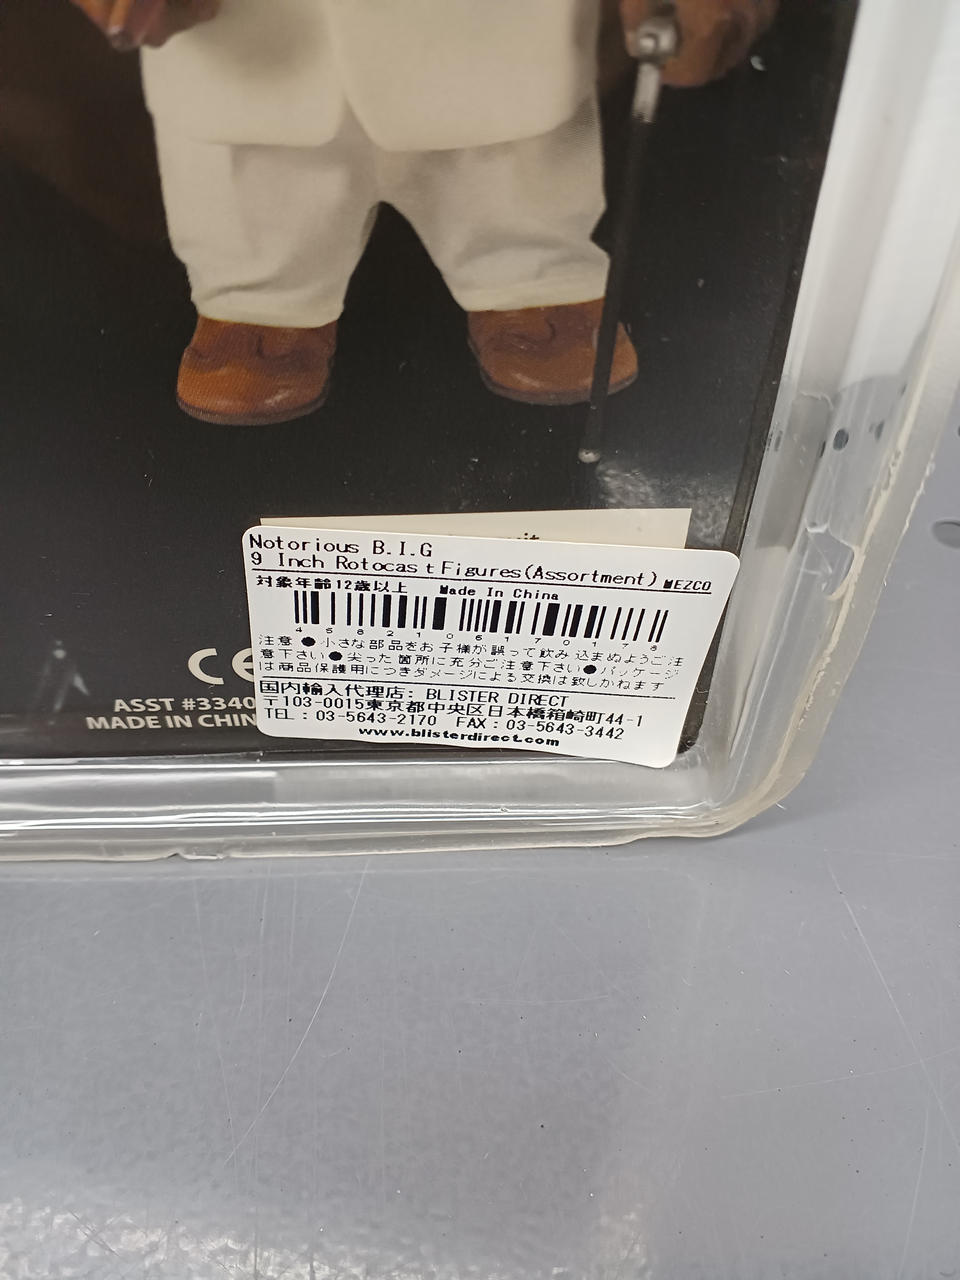 Notorious B.I.G
9 Inch Rotocast Figures(Assortment) MEZCO
対象年齢12歳以上 Made In China
4 582106 170178
注意 ●小さな部品をお子様が誤って飲み込まぬようご注
意下さい●尖った箇所に充分ご注意下さい●パッケージ
は商品保護用につきダメージによる交換は致しかねます
国内輸入代理店: BLISTER DIRECT
〒103-0015東京都中央区日本橋箱崎町44-1
TEL : 03-5643-2170 FAX : 03-5643-3442
www.blisterdirect.com
CE
ASST #3340
MADE IN CHIN